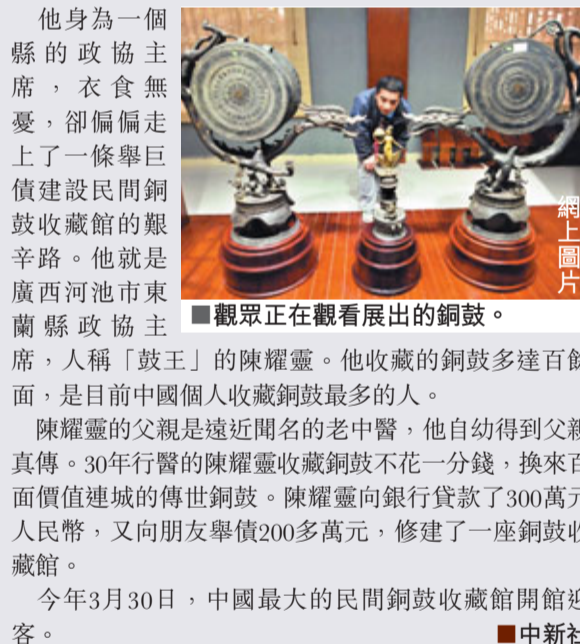 他身為一個
縣的政協主
席，衣食無
憂，卻偏偏走
上了一條舉巨
債建設民間銅
鼓收藏館的艱
辛路。他就是
廣西河池市東
蘭縣政協主
網上圖片
■觀眾正在觀看展出的銅鼓。
席，人稱「鼓王」的陳耀靈。他收藏的銅鼓多達百餘
面，是目前中國個人收藏銅鼓最多的人。
陳耀靈的父親是遠近聞名的老中醫，他自幼得到父親
真傳。30年行醫的陳耀靈收藏銅鼓不花一分錢，換來百
面價值連城的傳世銅鼓。陳耀靈向銀行貸款了300萬元
人民幣，又向朋友舉債200多萬元，修建了一座銅鼓收
藏館。
今年3月30日，中國最大的民間銅鼓收藏館開館迎
客。
■中新社